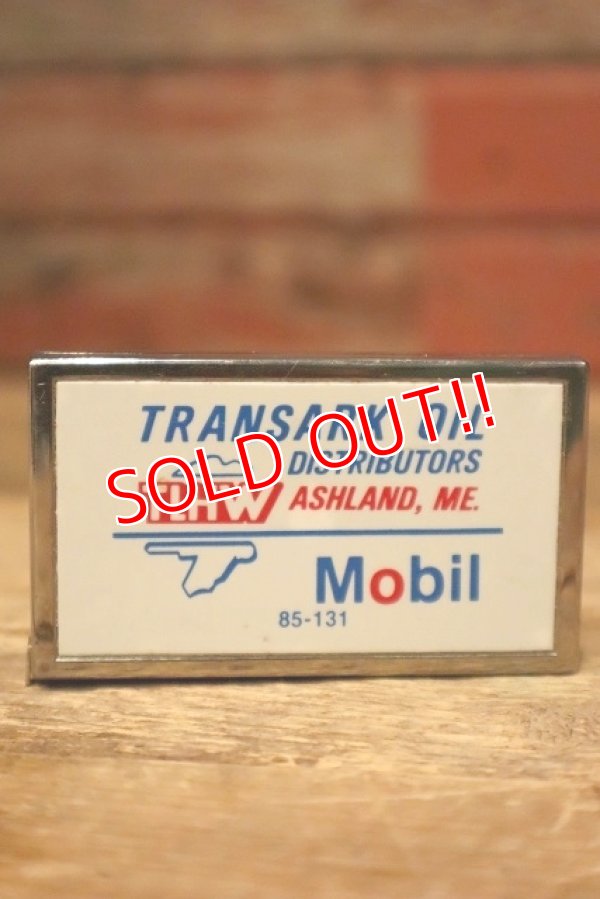 TRANSARK OIL
DISTRIBUTORS
ASHLAND, ME.
Mobil
85-131
SOLD OUT!!